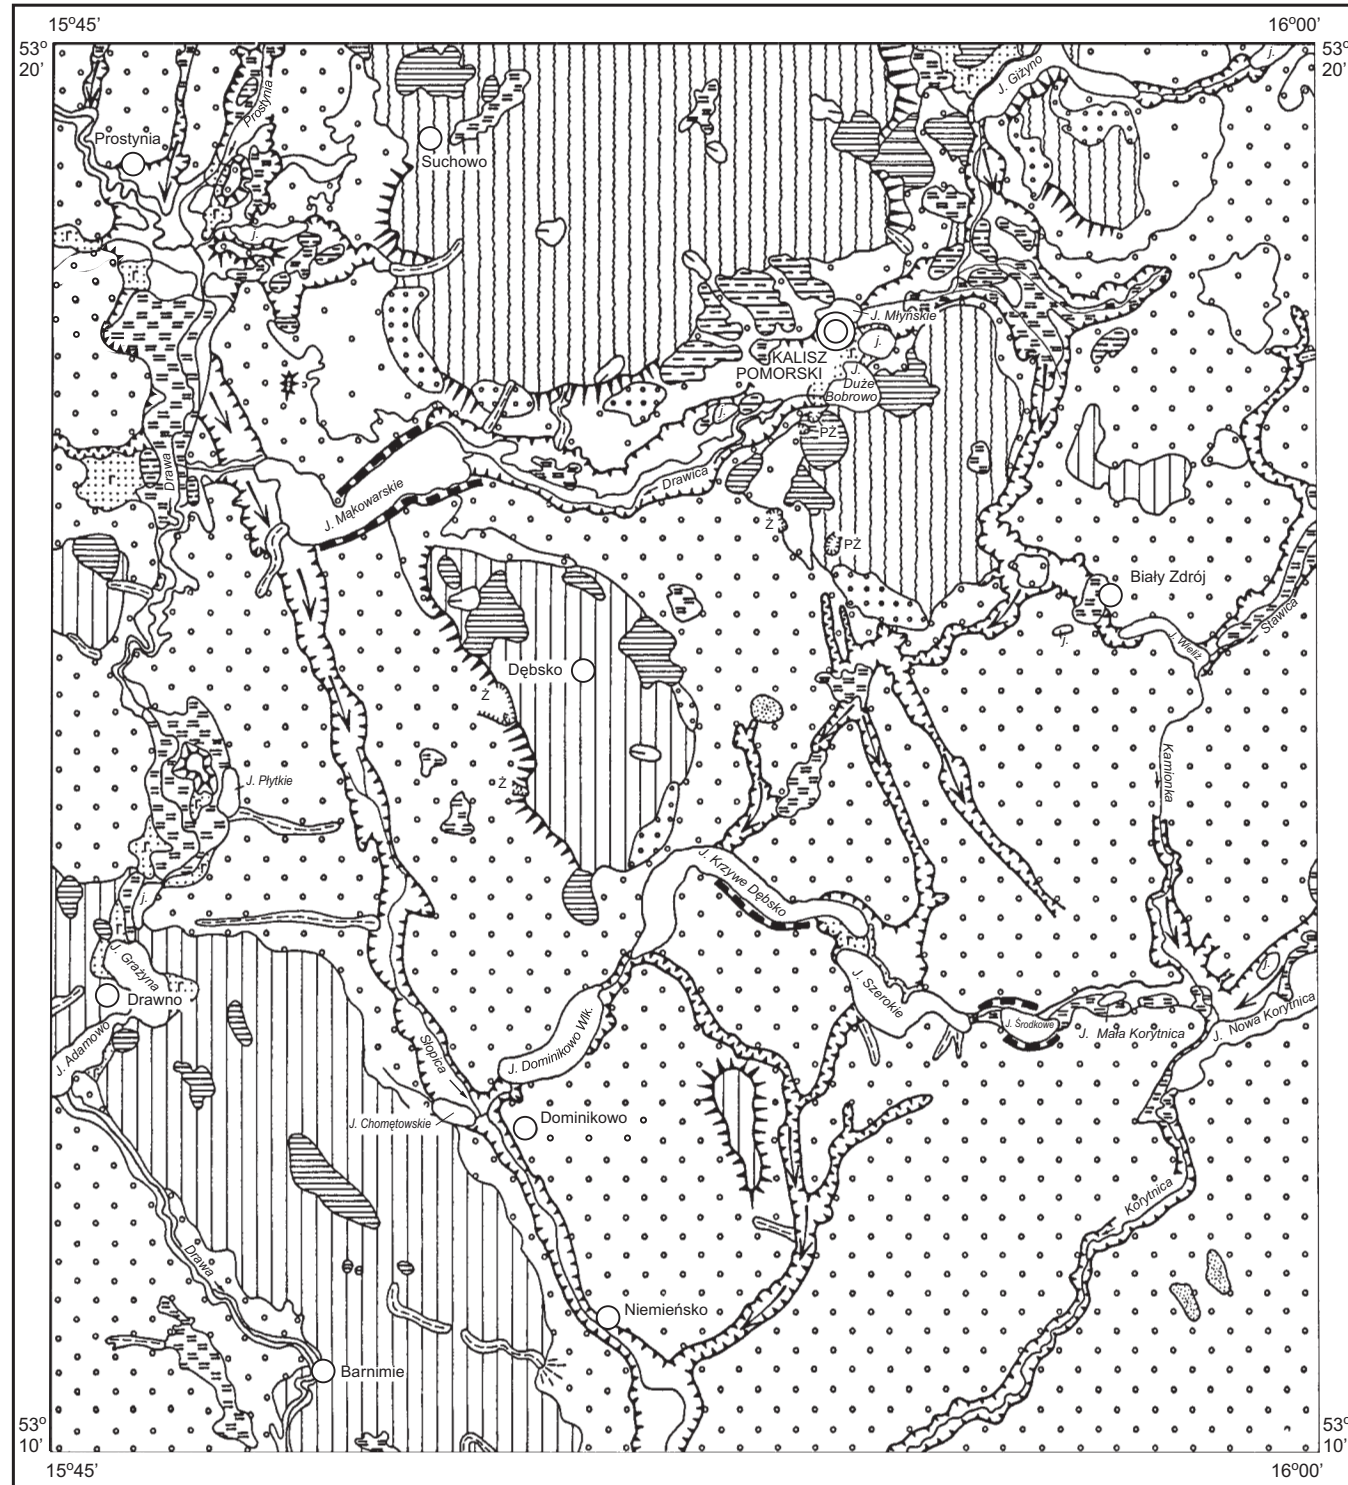 15°45’
16°00’
53°
20’
53°
20’
J. Giżyno
j.
Prostynia
Prostynia
Suchowo
j.
J. Młyńskie
j.
KALISZ
POMORSKI
J.
Duże
Bobrowo
j.
PŻ
Drawa
Drawica
J. Mąkowarskie
Ż
PŻ
Biały Zdrój
Stawica
j.
J. Wieliż
Dębsko
Ż
Kamionka
J. Płytkie
Ż
J. Krzywe Dębsko
j.
J. Grażyna
Drawno
J. Szerokie
j.
J. Nowa Korytnica
J. Środkowe
J. Mała Korytnica
J. Adamowo
Słopica
J. Dominikowo Wlk.
J. Chomętowskie
Dominikowo
Korytnica
Drawa
Niemieńsko
Barnimie
53°
10’
53°
10’
15°45’
16°00’